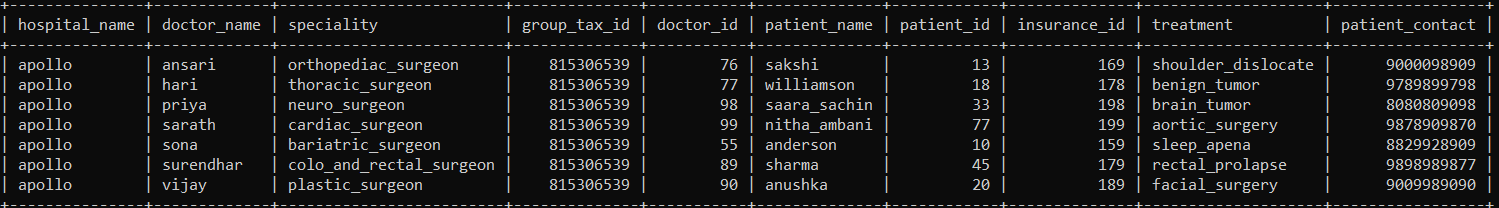 | hospital_name | doctor_name | speciality | group_tax_id | doctor_id | patient_name | patient_id | insurance_id | treatment | patient_contact |
| apollo | ansari | orthopediac_surgeon | 815306539 | 76 | sakshi | 13 | 169 | shoulder_dislocate | 9000098909 |
| apollo | hari | thoracic_surgeon | 815306539 | 77 | williamson | 18 | 178 | benign_tumor | 9789899798 |
| apollo | priya | neuro_surgeon | 815306539 | 98 | saara_sachin | 33 | 198 | brain_tumor | 8080809098 |
| apollo | sarath | cardiac_surgeon | 815306539 | 99 | nitha_ambani | 77 | 199 | aortic_surgery | 9878909870 |
| apollo | sona | bariatric_surgeon | 815306539 | 55 | anderson | 10 | 159 | sleep_apena | 8829928909 |
| apollo | surendhar | colo_and_rectal_surgeon | 815306539 | 89 | sharma | 45 | 179 | rectal_prolapse | 9898989877 |
| apollo | vijay | plastic_surgeon | 815306539 | 90 | anushka | 20 | 189 | facial_surgery | 9009989090 |